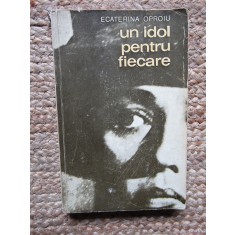 ECATERINA OPROIU
un idol
pentru
fiecare